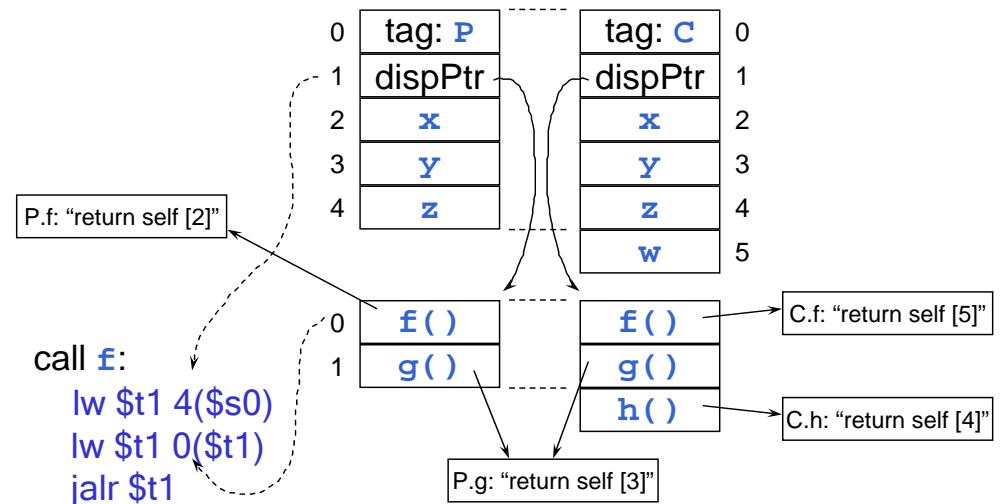 0 tag: P tag: C 0
1 dispPtr dispPtr 1
2 x x 2
3 y y 3
4 z z 4
w 5
P.f: “return self [2]”
0 f() f()
1 g() g()
h()
C.f: “return self [5]”
C.h: “return self [4]”
P.g: “return self [3]”
call f:
lw $t1 4($s0)
lw $t1 0($t1)
jalr $t1